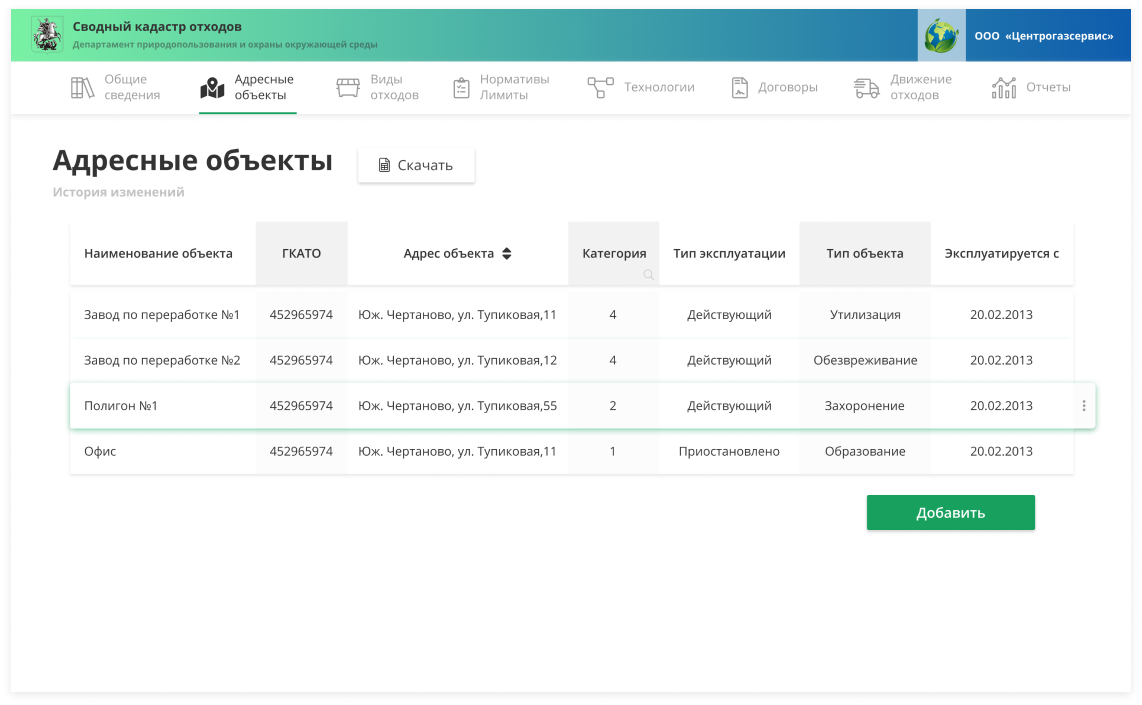 Сводный кадастр отходов
Департамент природопользования и охраны окружающей среды
ООО «Центрогазсервис»
Общие
сведения
Адресные
объекты
Виды
отходов
Нормативы
Лимиты
Технологии
Договоры
Движение
отходов
Отчеты
Адресные объекты
Скачать
История изменений
Наименование объекта ГКАТО Адрес объекта Категория Тип эксплуатации Тип объекта Эксплуатируется с
Завод по переработке №1 452965974 Юж. Чертаново, ул. Тупиковая,11 4 Действующий Утилизация 20.02.2013
Завод по переработке №2 452965974 Юж. Чертаново, ул. Тупиковая,12 4 Действующий Обезвреживание 20.02.2013
Полигон №1 452965974 Юж. Чертаново, ул. Тупиковая,55 2 Действующий Захоронение 20.02.2013
Офис 452965974 Юж. Чертаново, ул. Тупиковая,11 1 Приостановлено Образование 20.02.2013
Добавить